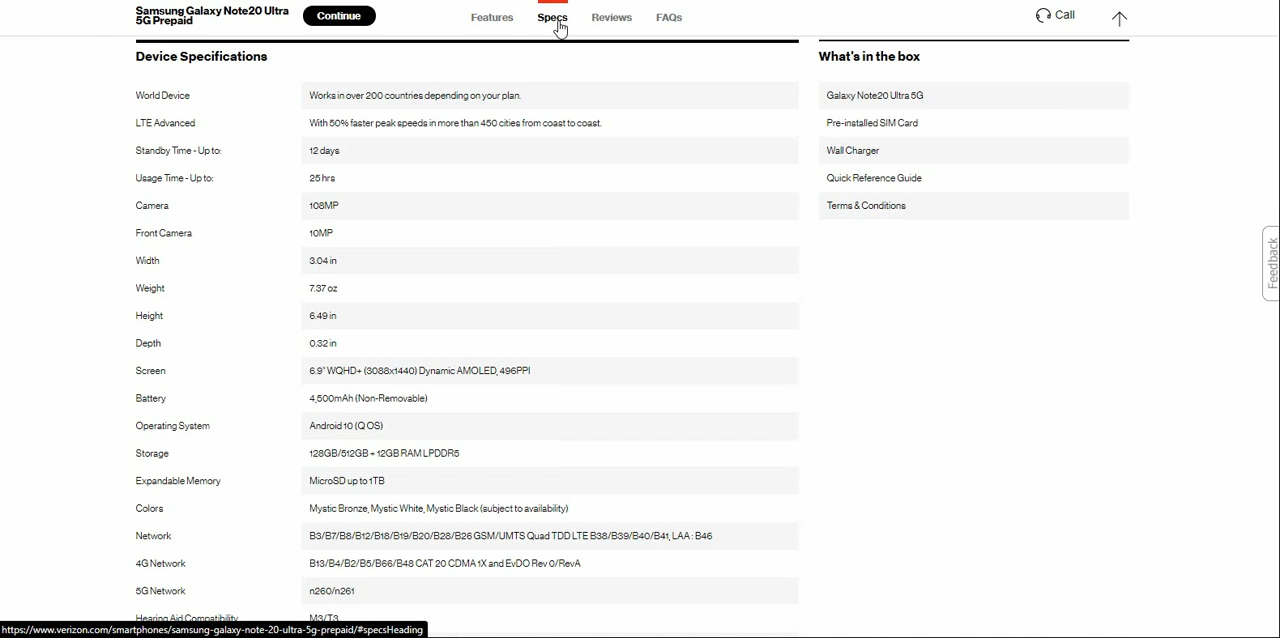 Samsung Galaxy Note20 Ultra
5G Prepaid
Continue
Features Specs Reviews FAQs
Call
Device Specifications
World Device Works in over 200 countries depending on your plan.
LTE Advanced With 50% faster peak speeds in more than 450 cities from coast to coast.
Standby Time - Up to: 12 days
Usage Time - Up to: 25 hrs
Camera 108MP
Front Camera 10MP
Width 3.04 in
Weight 7.37 oz
Height 6.49 in
Depth 0.32 in
Screen 6.9" WQHD+ (3088x1440) Dynamic AMOLED, 496PPI
Battery 4,500mAh (Non-Removable)
Operating System Android 10 (Q OS)
Storage 128GB/512GB + 12GB RAM LPDDR5
Expandable Memory MicroSD up to 1TB
Colors Mystic Bronze, Mystic White, Mystic Black (subject to availability)
Network B3/B7/B8/B12/B18/B19/B20/B28/B26 GSM/UMTS Quad TDD LTE B38/B39/B40/B41, LAA : B46
4G Network B13/B4/B2/B5/B66/B48 CAT 20 CDMA 1X and EvDO Rev 0/RevA
5G Network n260/n261
Hearing Aid Compatibility M3/T3
What's in the box
Galaxy Note20 Ultra 5G
Pre-installed SIM Card
Wall Charger
Quick Reference Guide
Terms & Conditions
Feedback
https://www.verizon.com/smartphones/samsung-galaxy-note-20-ultra-5g-prepaid/#specsHeading